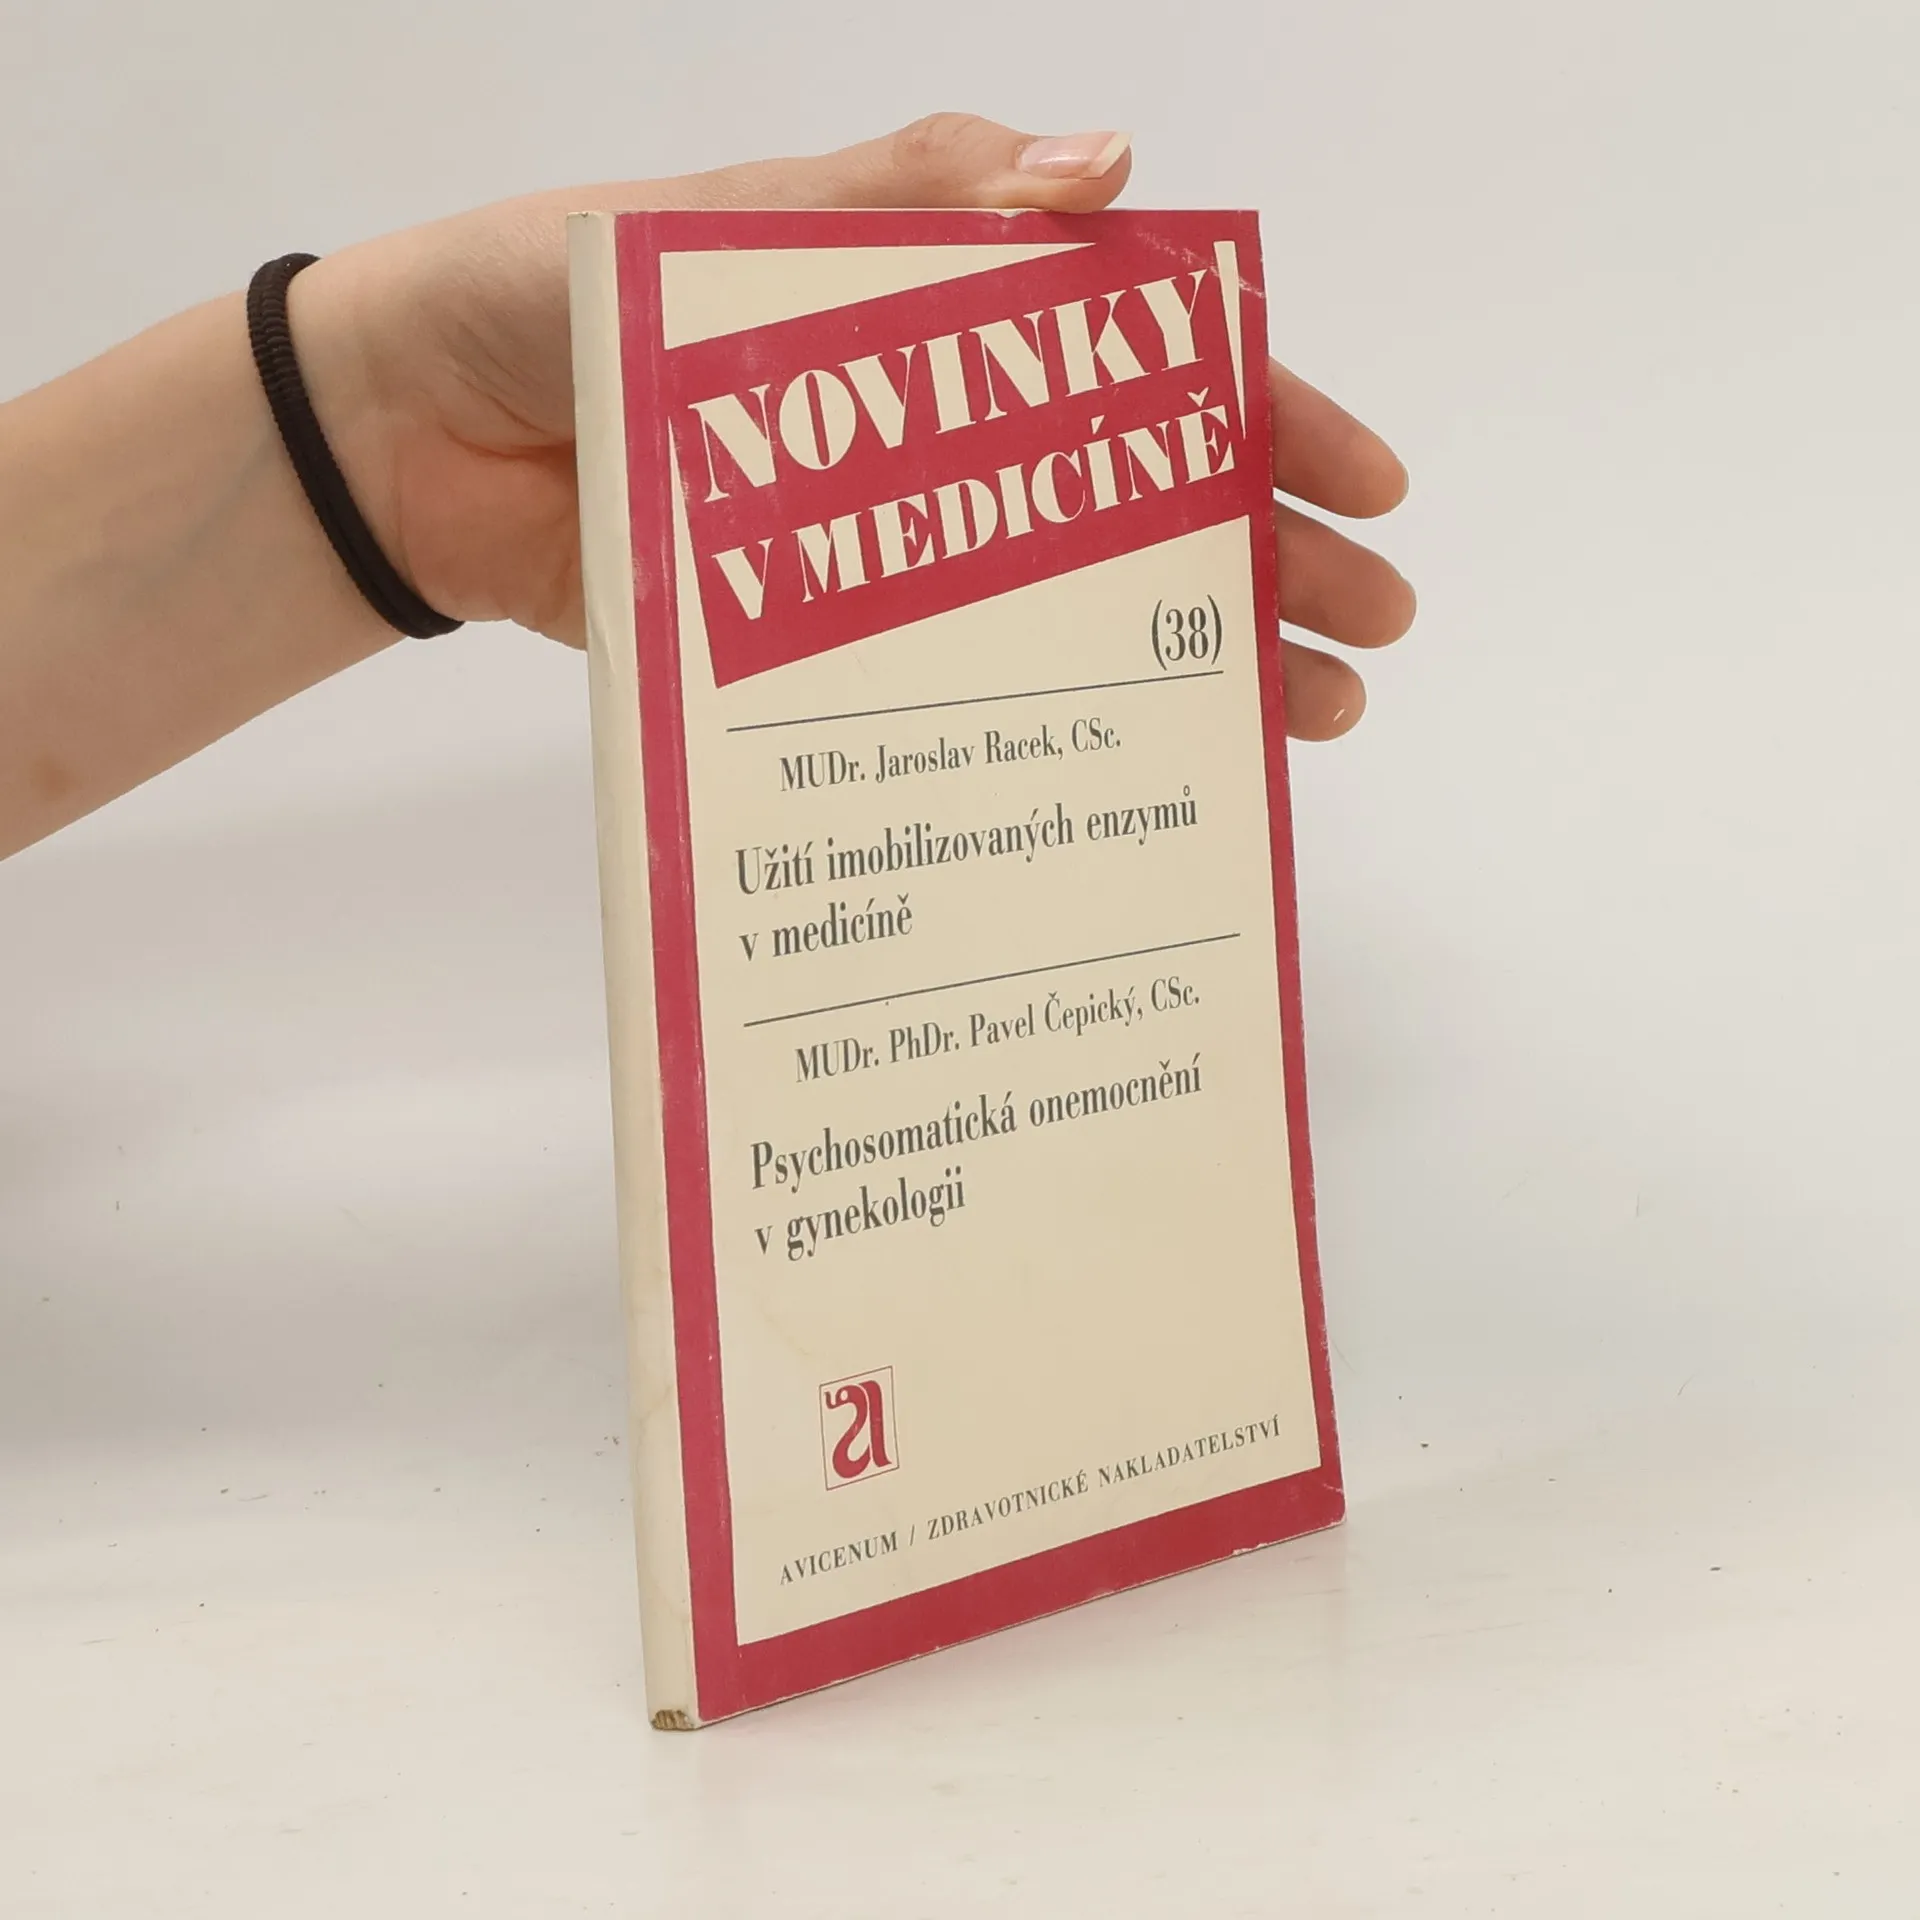 NOVINKY
V MEDICÍNĚ
(38)
MUDr. Jaroslav Racek, CSc.
Užití imobilizovaných enzymů
v medicíně
MUDr. PhDr. Pavel Čepický, CSc.
Psychosomatická onemocnění
v gynekologii
a
AVICENUM / ZDRAVOTNICKÉ NAKLADATELSTVÍ